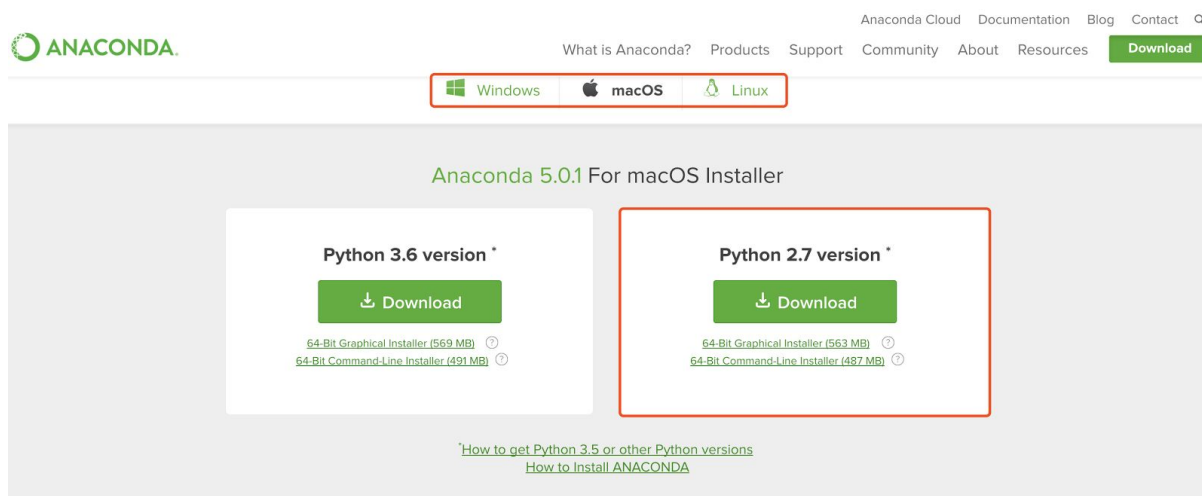 Anaconda Cloud Documentation Blog Contact
ANACONDA.
What is Anaconda? Products Support Community About Resources Download
Windows macOS Linux
Anaconda 5.0.1 For macOS Installer
Python 3.6 version *
Download
64-Bit Graphical Installer (569 MB) ?
64-Bit Command-Line Installer (491 MB) ?
Python 2.7 version *
Download
64-Bit Graphical Installer (563 MB) ?
64-Bit Command-Line Installer (487 MB) ?
*How to get Python 3.5 or other Python versions
How to Install ANACONDA